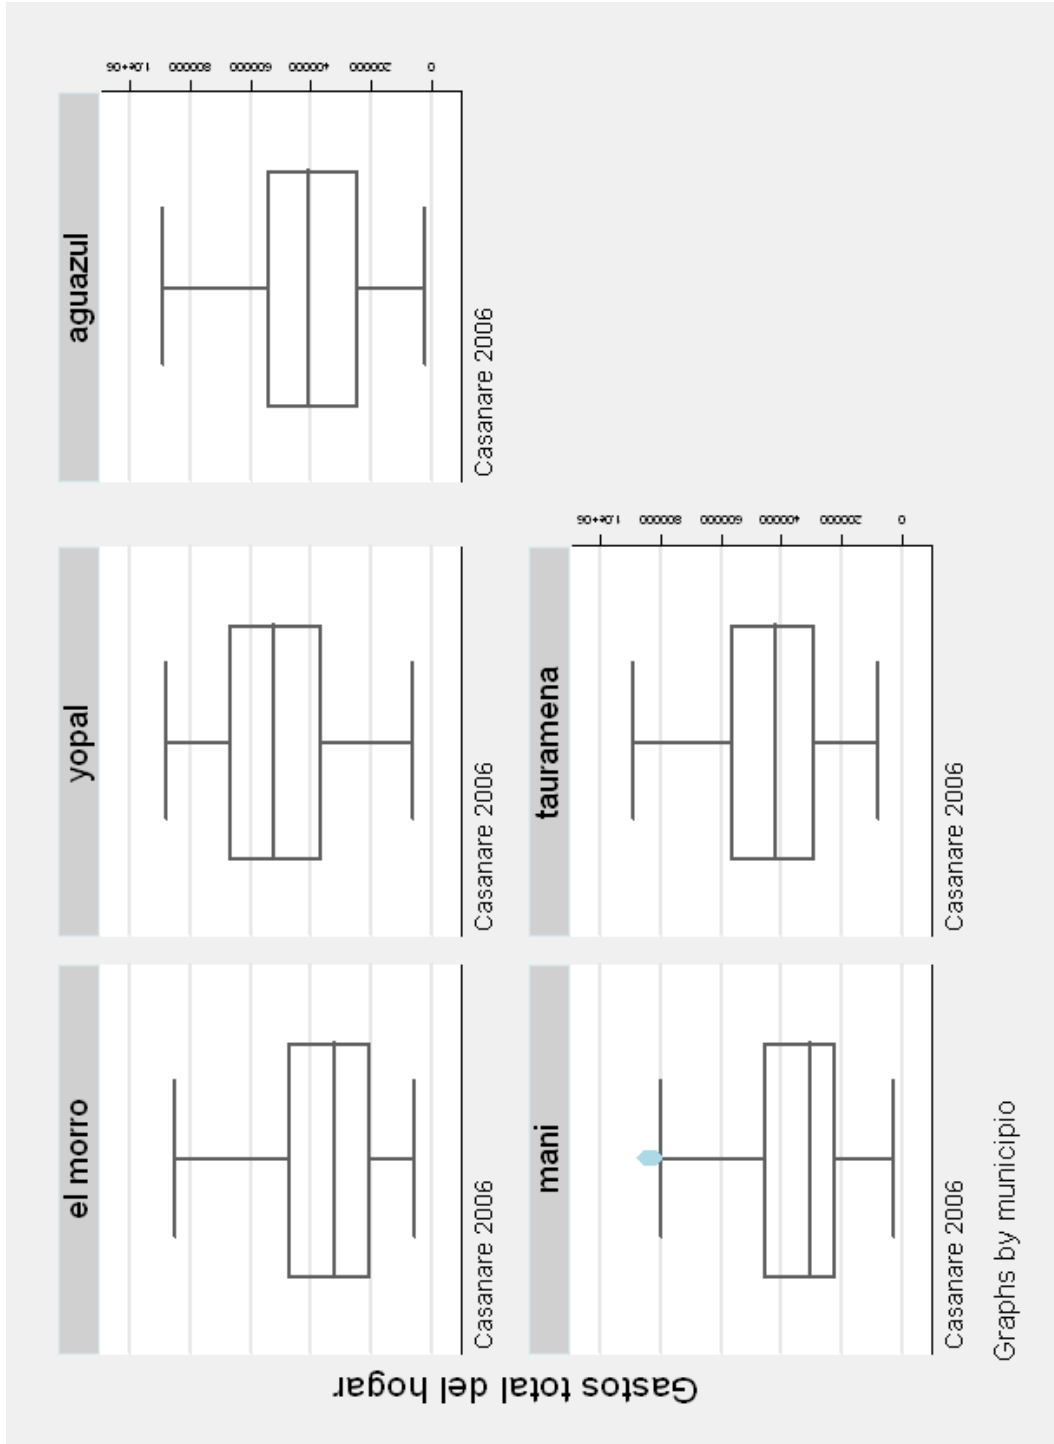 el morro
yopal
aguazul
1.0e+06
800000
600000
400000
200000
0
Casanare 2006
Casanare 2006
Casanare 2006
mani
tauramena
1.0e+06
800000
600000
400000
200000
0
Casanare 2006
Casanare 2006
Gastos total del hogar
Graphs by municipio